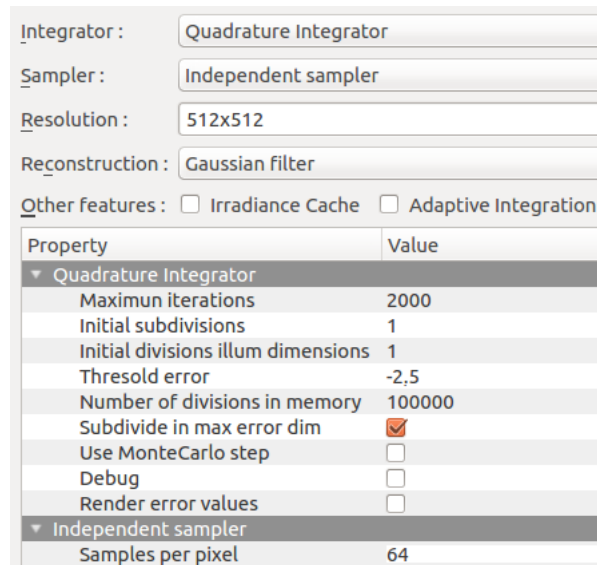 Integrator : Quadrature Integrator
Sampler : Independent sampler
Resolution : 512x512
Reconstruction : Gaussian filter
Other features : Irradiance Cache Adaptive Integration
Property Value
Quadrature Integrator
Maximun iterations 2000
Initial subdivisions 1
Initial divisions illum dimensions 1
Thresold error -2,5
Number of divisions in memory 100000
Subdivide in max error dim
Use MonteCarlo step
Debug
Render error values
Independent sampler
Samples per pixel 64